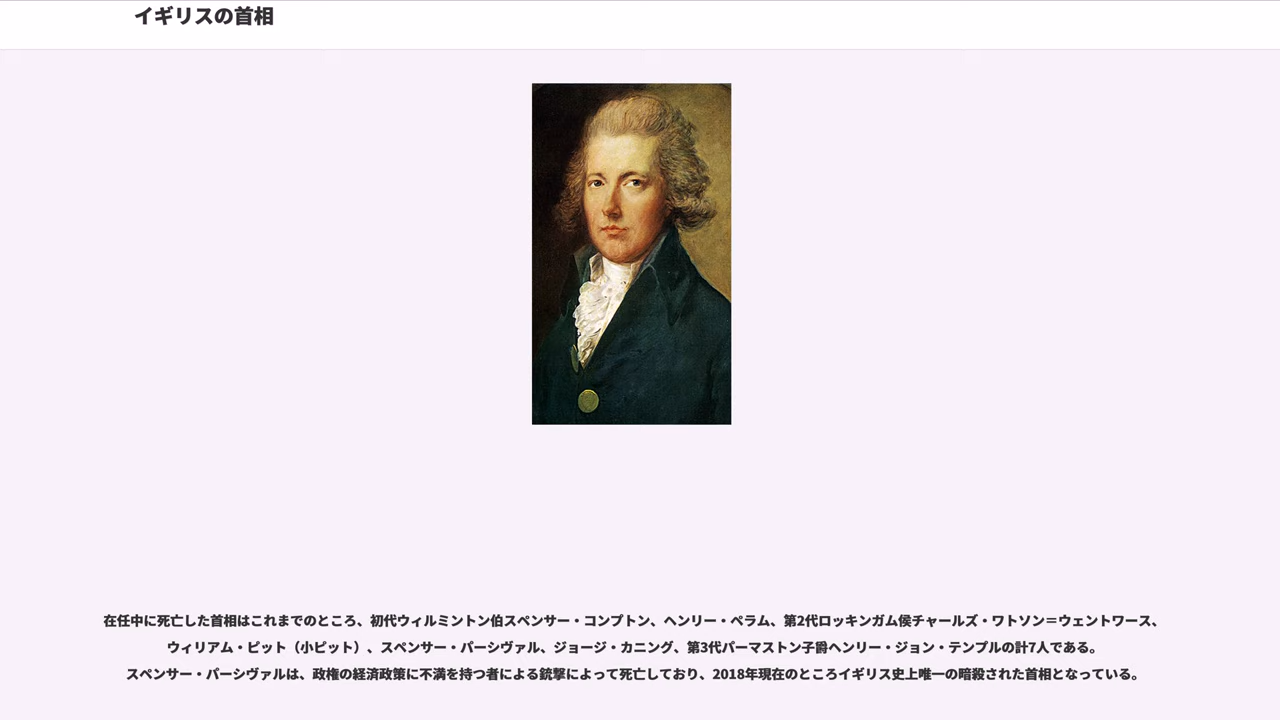 イギリスの首相
在任中に死亡した首相はこれまでのところ、初代ウィルミントン伯スペンサー・コンプトン、ヘンリー・ペラム、第2代ロッキンガム侯チャールズ・ワトソン＝ウェントワース、
ウィリアム・ピット（小ピット）、スペンサー・パーシヴァル、ジョージ・カニング、第3代パーマストン子爵ヘンリー・ジョン・テンプルの計7人である。
スペンサー・パーシヴァルは、政権の経済政策に不満を持つ者による銃撃によって死亡しており、2018年現在のところイギリス史上唯一の暗殺された首相となっている。